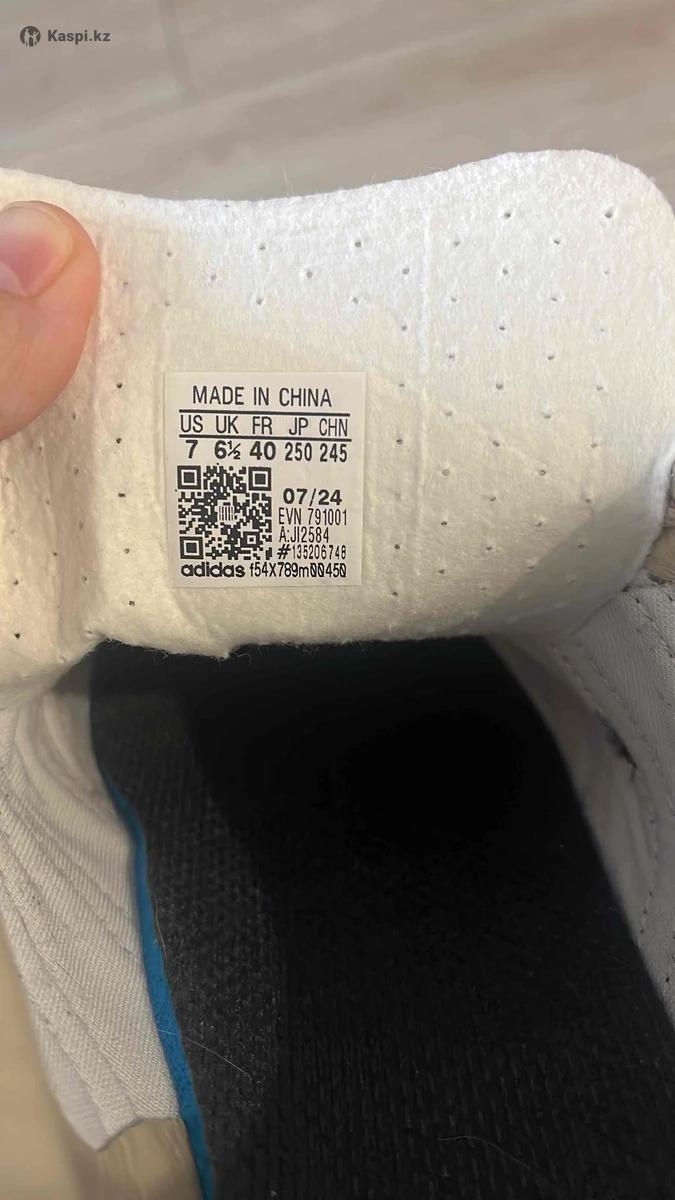 Kaspi.kz
MADE IN CHINA
US UK FR JP CHN
7 6½ 40 250 245
07/24
EVN 791001
A:JI2584
#135206748
adidas f54X789m00450